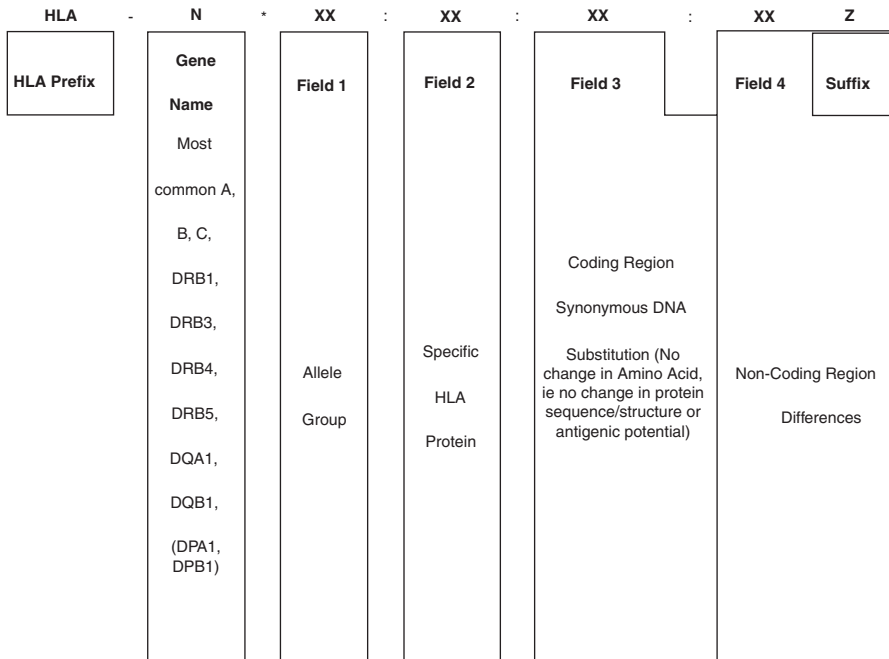 HLA - N * XX : XX : XX : XX Z
HLA Prefix
Gene
Name
Most
common A,
B, C,
DRB1,
DRB3,
DRB4,
DRB5,
DQA1,
DQB1,
(DPA1,
DPB1)
Field 1
Allele
Group
Field 2
Specific
HLA
Protein
Field 3
Coding Region
Synonymous DNA
Substitution (No
change in Amino Acid,
ie no change in protein
sequence/structure or
antigenic potential)
Field 4
Suffix
Non-Coding Region
Differences